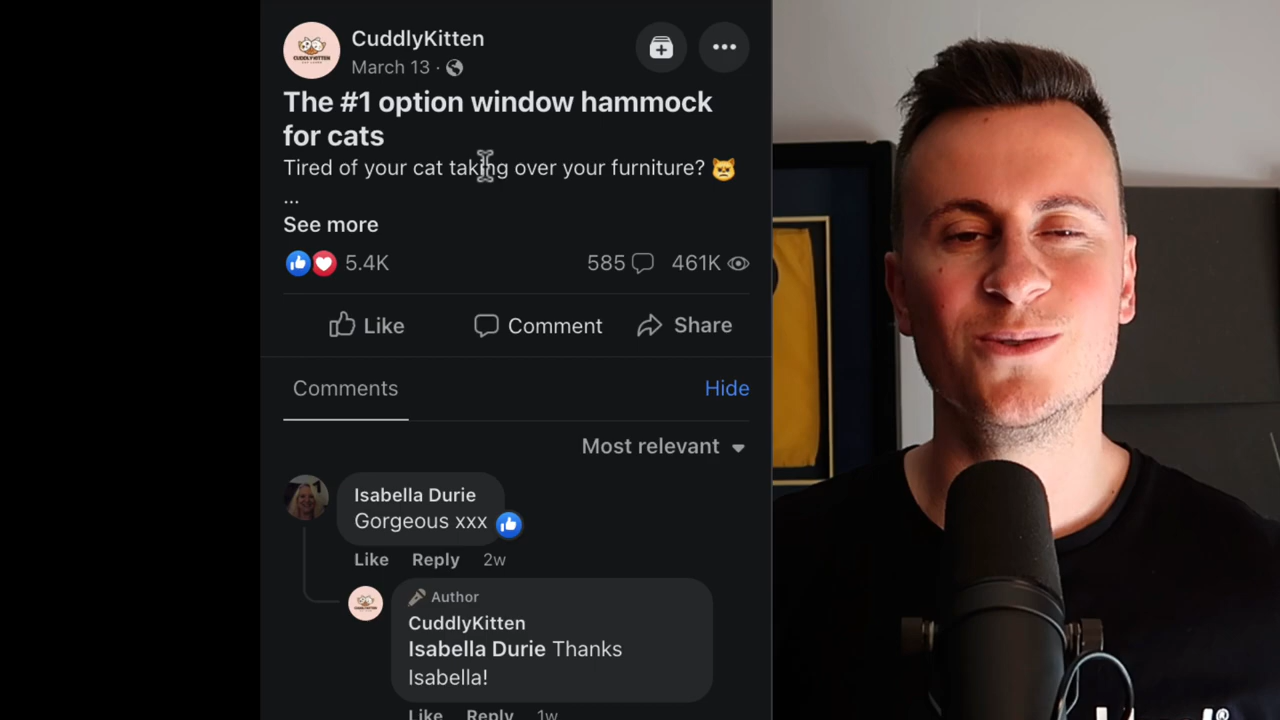 CuddlyKitten
March 13 ·
The #1 option window hammock
for cats
Tired of your cat taking over your furniture? 😾
...
See more
5.4K
585
461K
Like
Comment
Share
Comments
Hide
Most relevant
Isabella Durie
Gorgeous xxx
Like Reply 2w
Author
CuddlyKitten
Isabella Durie Thanks
Isabella!
Like Reply 1w
CUDDLYKITTEN